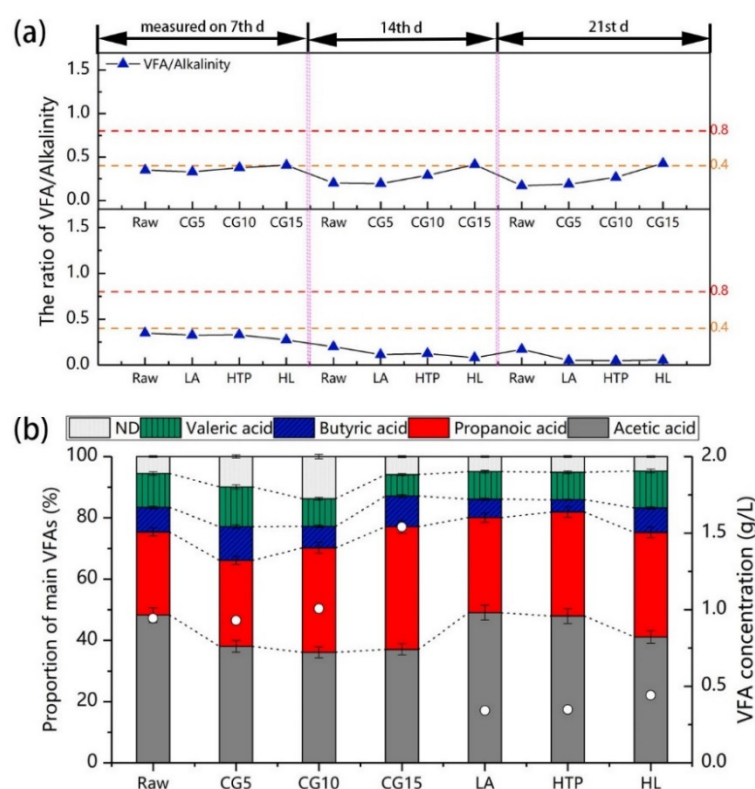 (a)
measured on 7th d 14th d 21st d
VFA/Alkalinity
The ratio of VFA/Alkalinity
1.5
1.0
0.5
0.0
0.8
0.4
Raw CG5 CG10 CG15 Raw CG5 CG10 CG15 Raw CG5 CG10 CG15
1.5
1.0
0.5
0.0
0.8
0.4
Raw LA HTP HL Raw LA HTP HL Raw LA HTP HL
(b)
ND Valeric acid Butyric acid Propanoic acid Acetic acid
Proportion of main VFAs (%)
100
80
60
40
20
0
VFA concentration (g/L)
2.0
1.5
1.0
0.5
0.0
Raw CG5 CG10 CG15 LA HTP HL